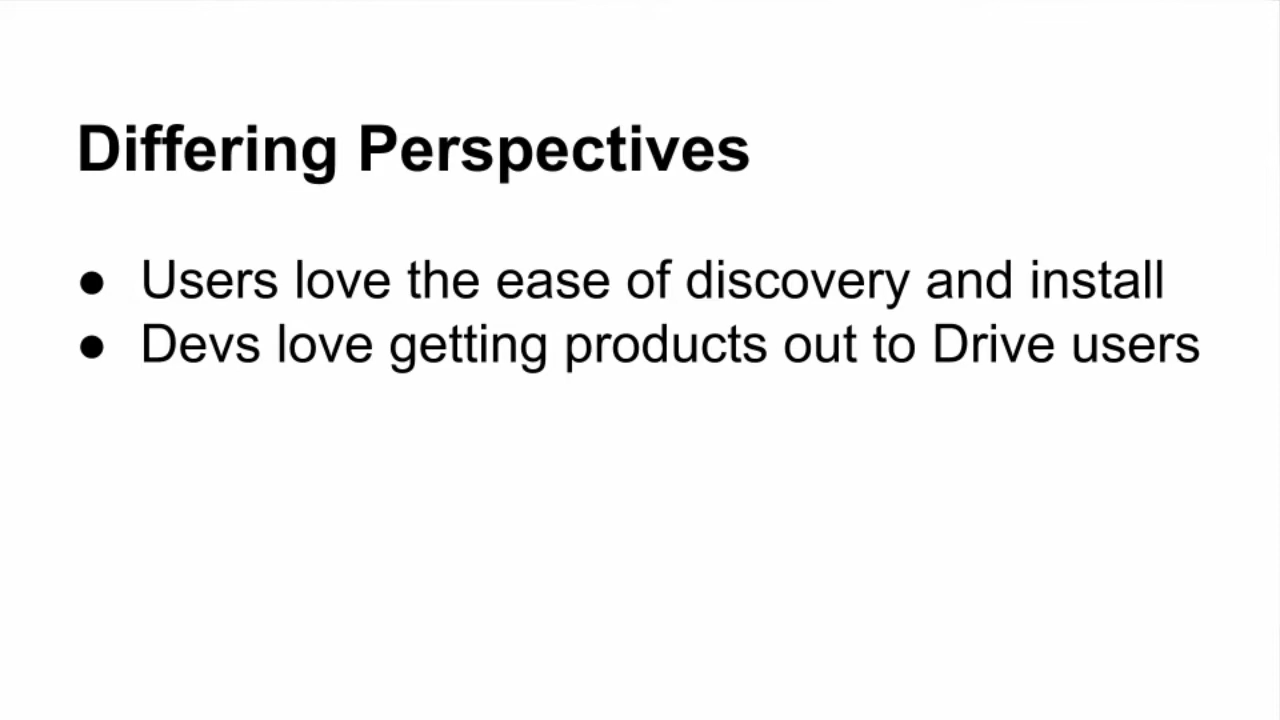 Differing Perspectives
● Users love the ease of discovery and install
● Devs love getting products out to Drive users